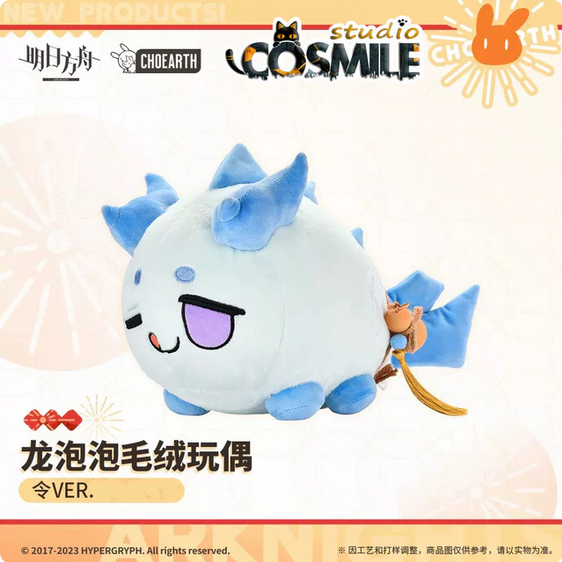 NEW PRODUCTS!
明日方舟
CHOEARTH
studio
COSMILE
CHOEARTH
龙泡泡毛绒玩偶
令VER.
ARKNIGHTS
© 2017-2023 HYPERGRYPH. All rights reserved.
※ 因工艺和打样调整，商品图仅供参考，请以实物为准。